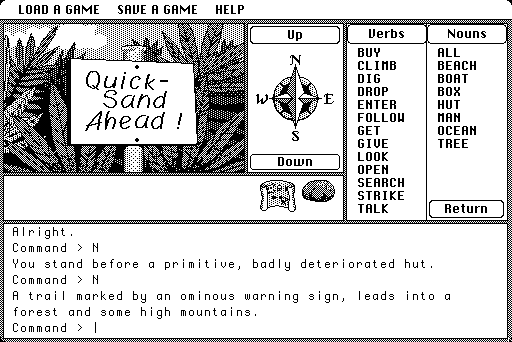 LOAD A GAME SAVE A GAME HELP
Quick-
Sand
Ahead !
Up
N
W E
S
Down
Verbs
BUY
CLIMB
DIG
DROP
ENTER
FOLLOW
GET
GIVE
LOOK
OPEN
SEARCH
STRIKE
TALK
Nouns
ALL
BEACH
BOAT
BOX
HUT
MAN
OCEAN
TREE
Return
Alright.
Command > N
You stand before a primitive, badly deteriorated hut.
Command > N
A trail marked by an ominous warning sign, leads into a
forest and some high mountains.
Command > |